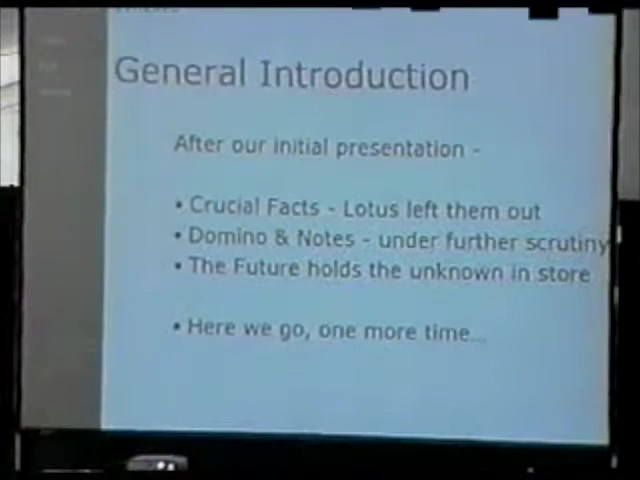 General Introduction
After our initial presentation -
• Crucial Facts - Lotus left them out
• Domino & Notes - under further scrutiny
• The Future holds the unknown in store
• Here we go, one more time...